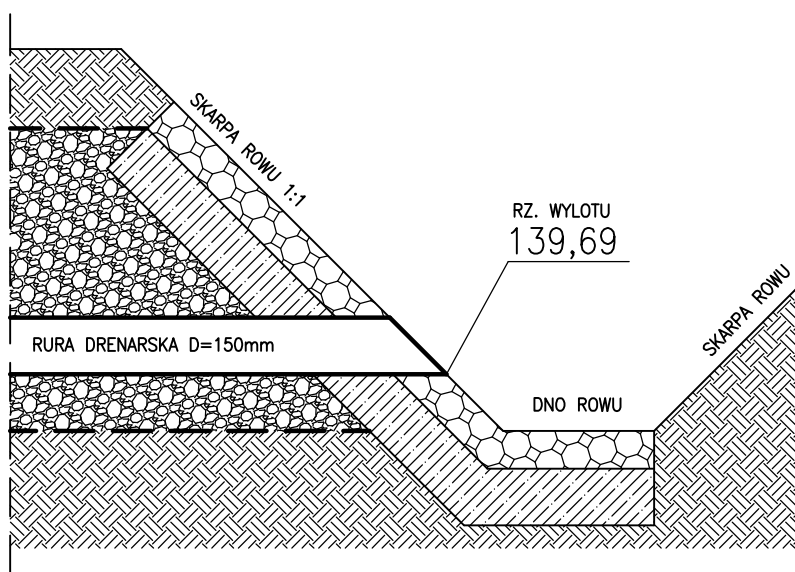 SKARPA ROWU 1:1
RZ. WYLOTU
139,69
SKARPA ROWU
RURA DRENARSKA D=150mm
DNO ROWU